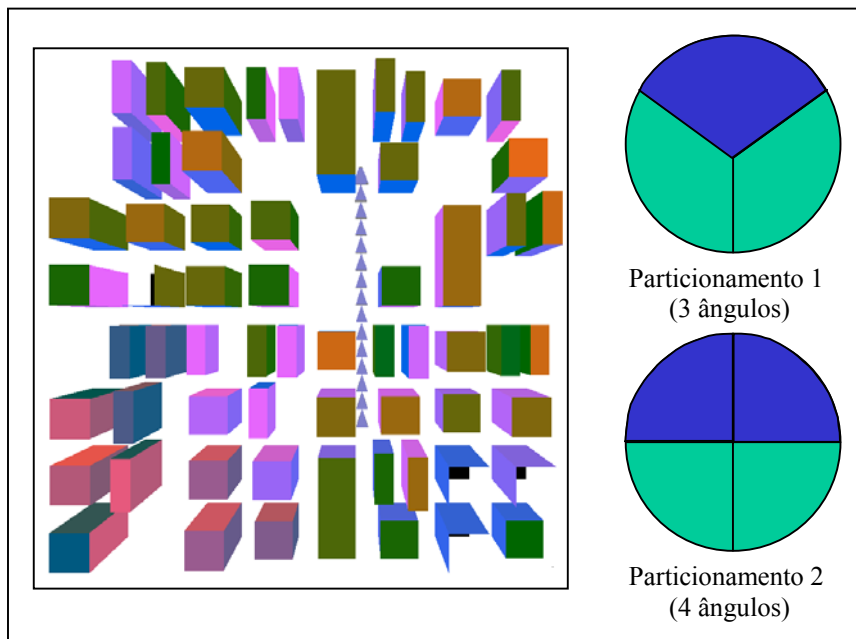 Particionamento 1
(3 ângulos)
Particionamento 2
(4 ângulos)